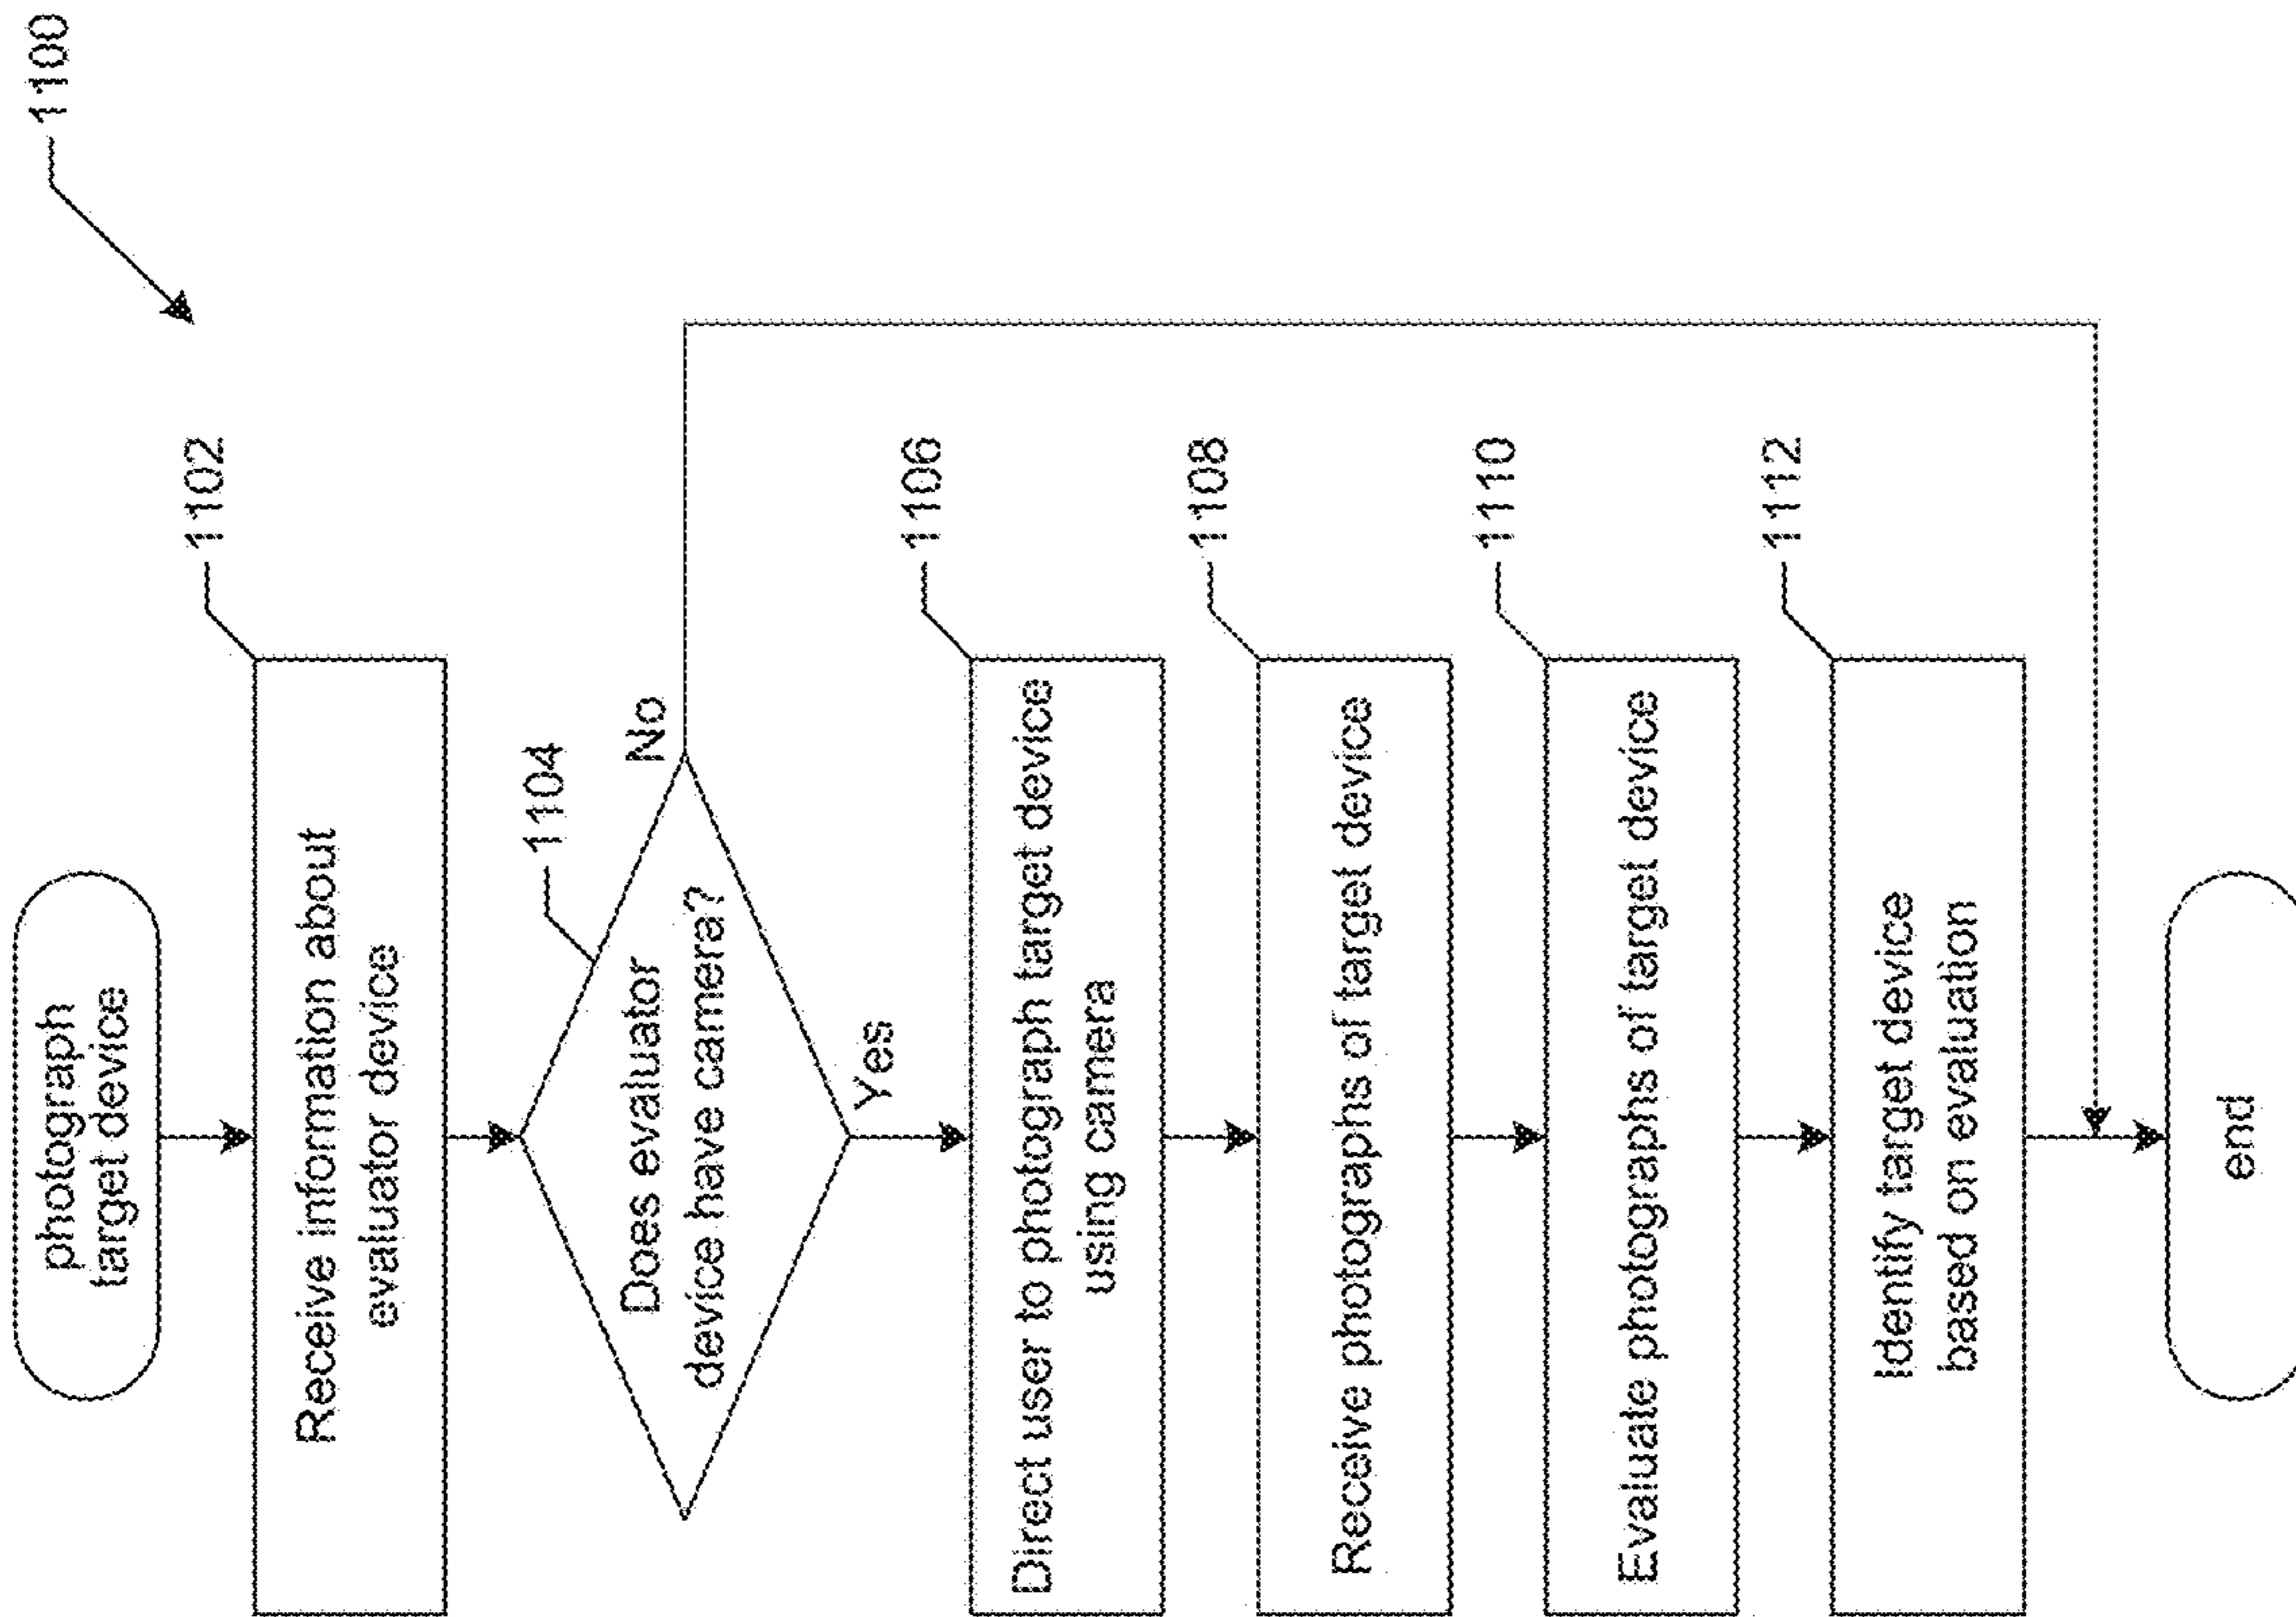 1100
photograph
target device
1102
Receive information about
evaluator device
1104
Does evaluator
device have camera?
No
Yes
1106
Direct user to photograph target device
using camera
1108
Receive photographs of target device
1110
Evaluate photographs of target device
1112
Identify target device
based on evaluation
end